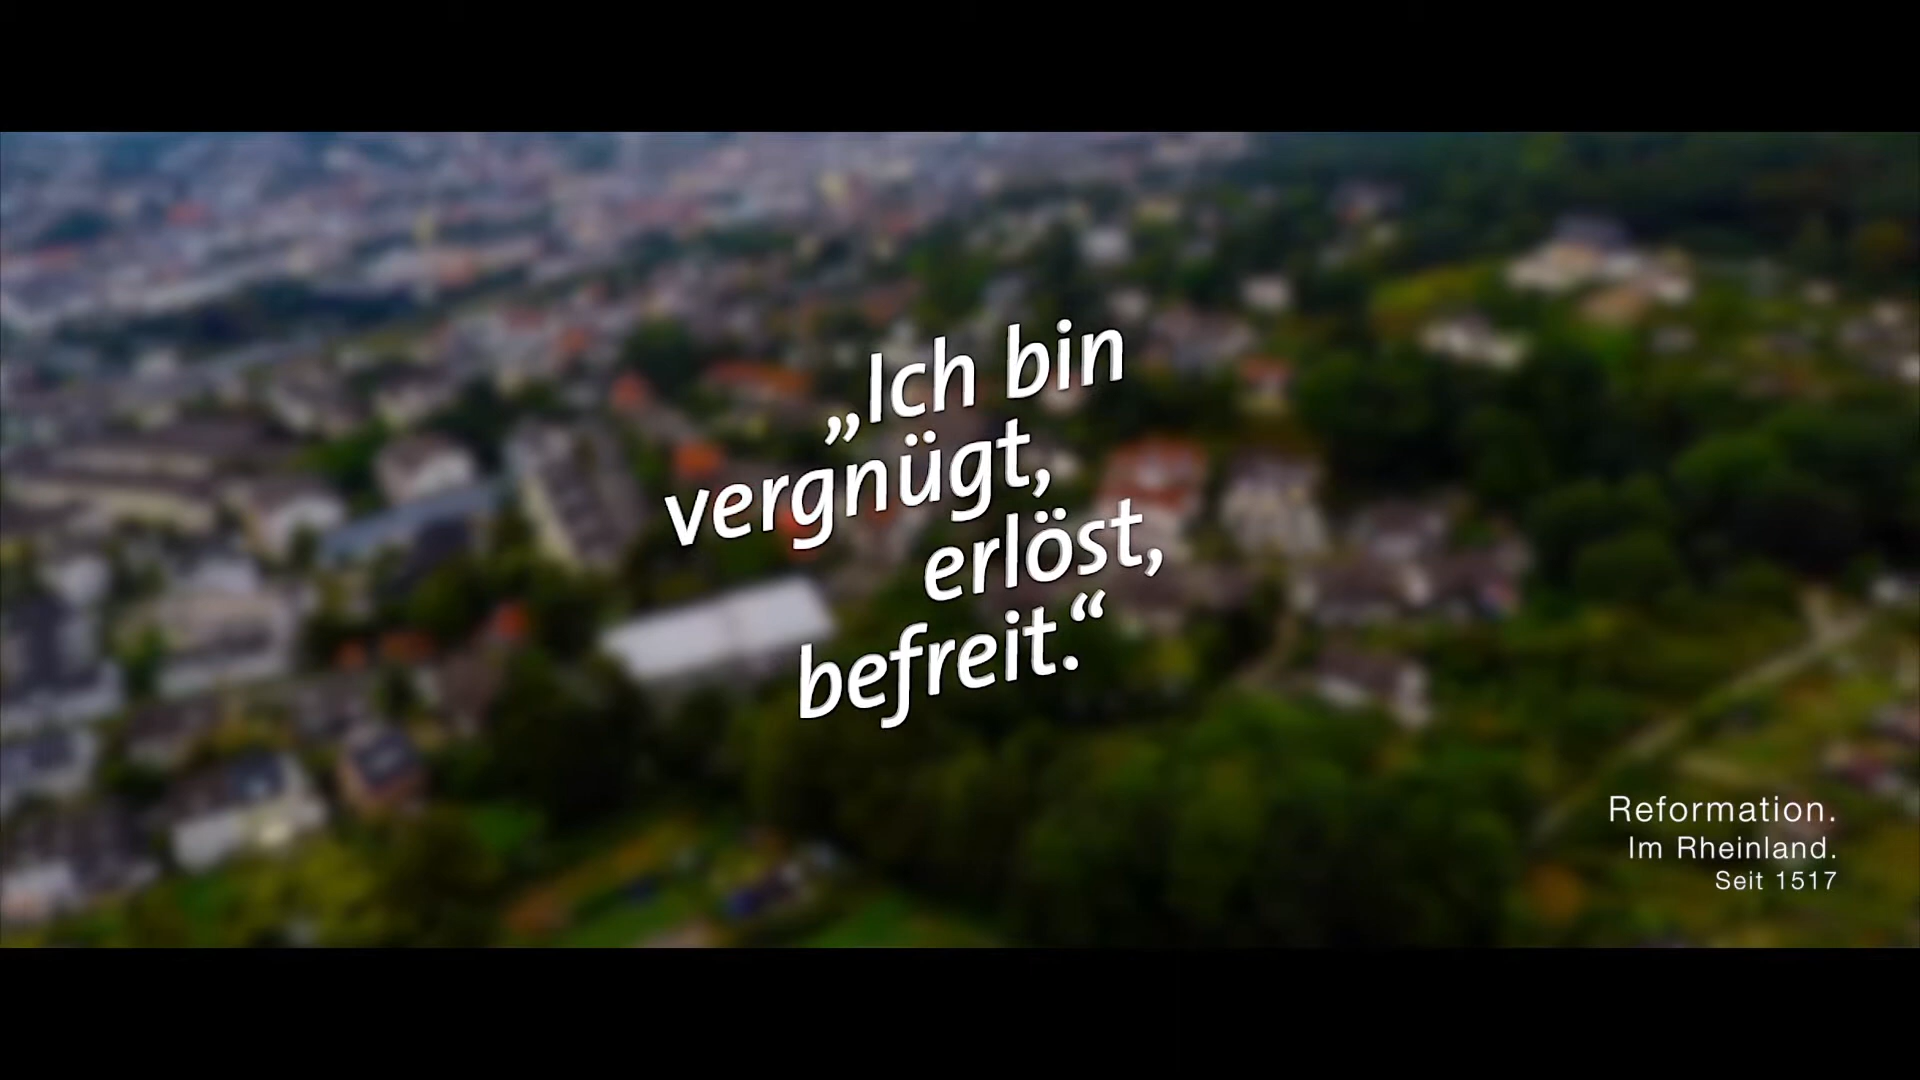 „Ich bin
vergnügt,
erlöst,
befreit.“
Reformation.
Im Rheinland.
Seit 1517